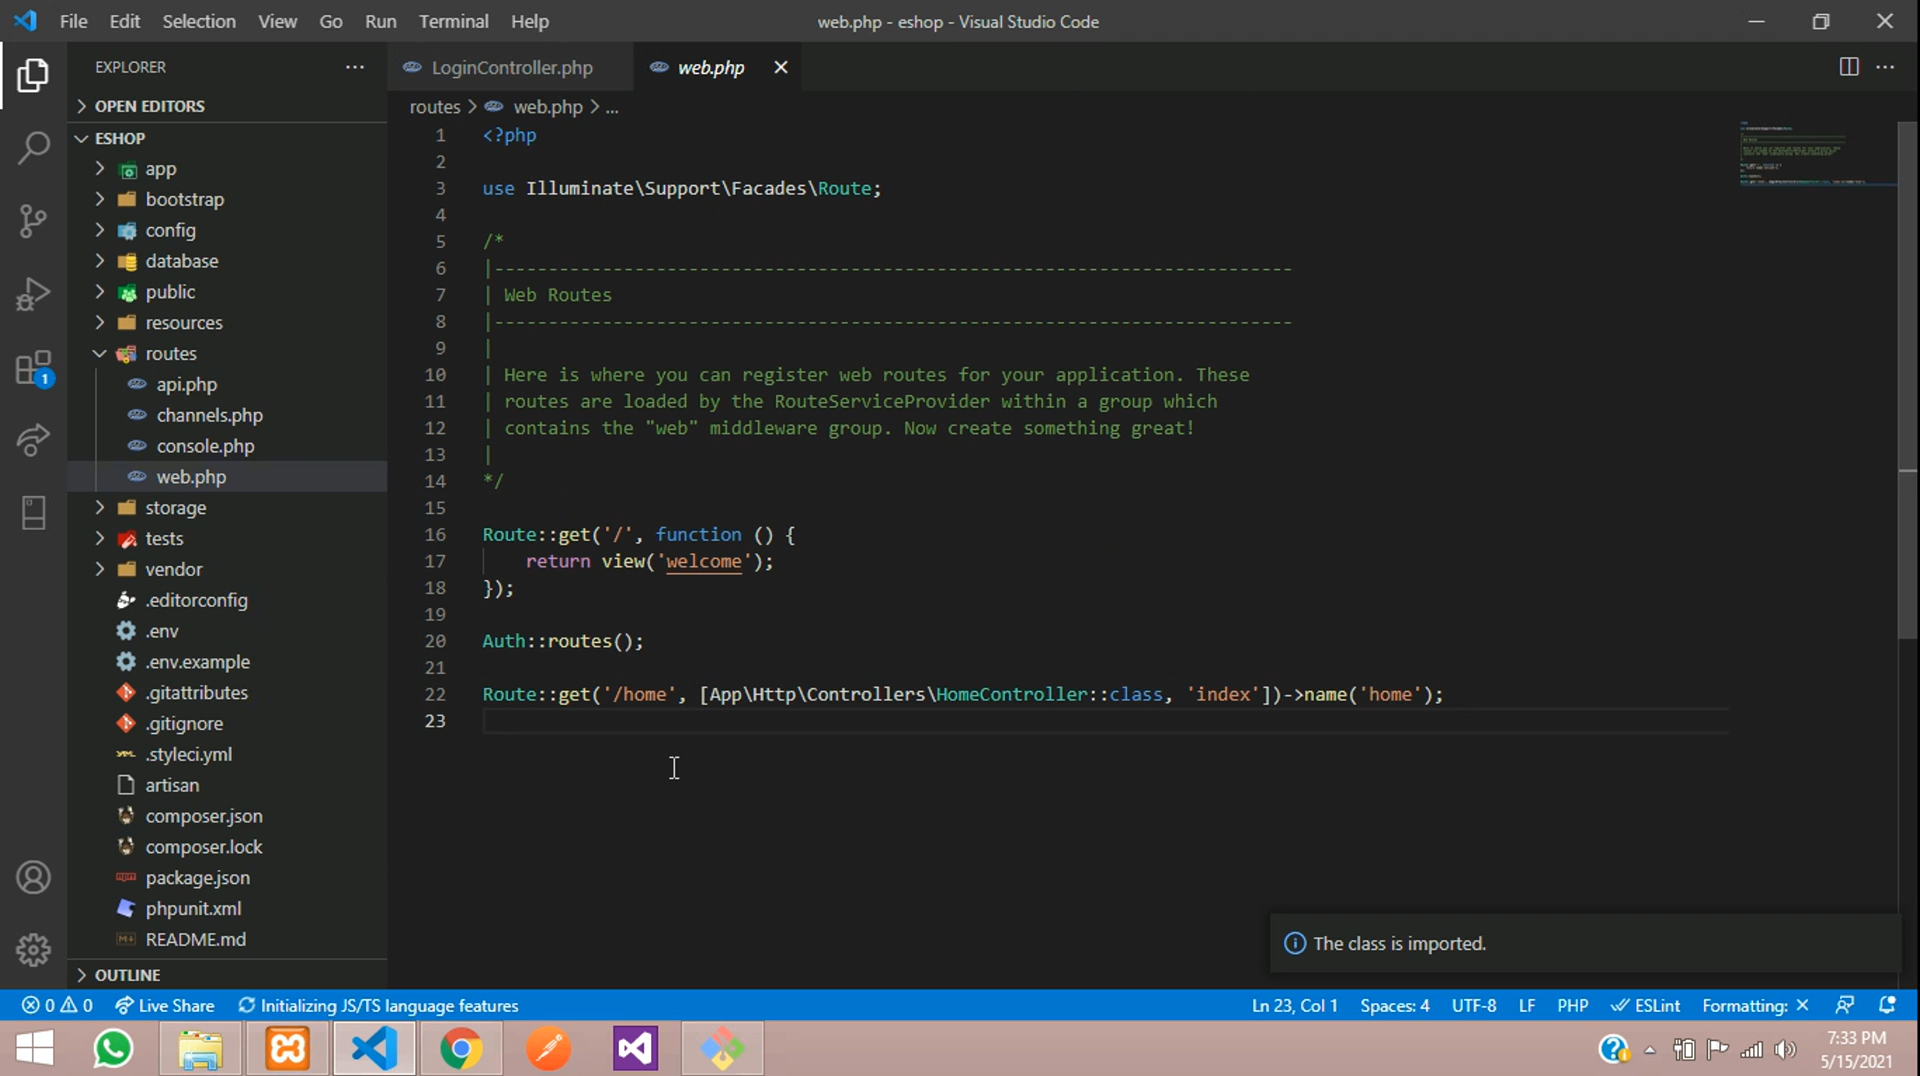 File Edit Selection View Go Run Terminal Help
web.php - eshop - Visual Studio Code
EXPLORER
LoginController.php
web.php
OPEN EDITORS
routes > web.php > ...
ESHOP
app
bootstrap
config
database
public
resources
routes
api.php
channels.php
console.php
web.php
storage
tests
vendor
.editorconfig
.env
.env.example
.gitattributes
.gitignore
.styleci.yml
artisan
composer.json
composer.lock
package.json
phpunit.xml
README.md
OUTLINE
1 <?php
2
3 use Illuminate\Support\Facades\Route;
4
5 /*
6 |--------------------------------------------------------------------------
7 | Web Routes
8 |--------------------------------------------------------------------------
9 |
10 | Here is where you can register web routes for your application. These
11 | routes are loaded by the RouteServiceProvider within a group which
12 | contains the "web" middleware group. Now create something great!
13 |
14 */
15
16 Route::get('/', function () {
17     return view('welcome');
18 });
19
20 Auth::routes();
21
22 Route::get('/home', [App\Http\Controllers\HomeController::class, 'index'])->name('home');
23
1
The class is imported.
0 0 Live Share Initializing JS/TS language features
Ln 23, Col 1 Spaces: 4 UTF-8 LF PHP ESLint Formatting: ×
7:33 PM
5/15/2021